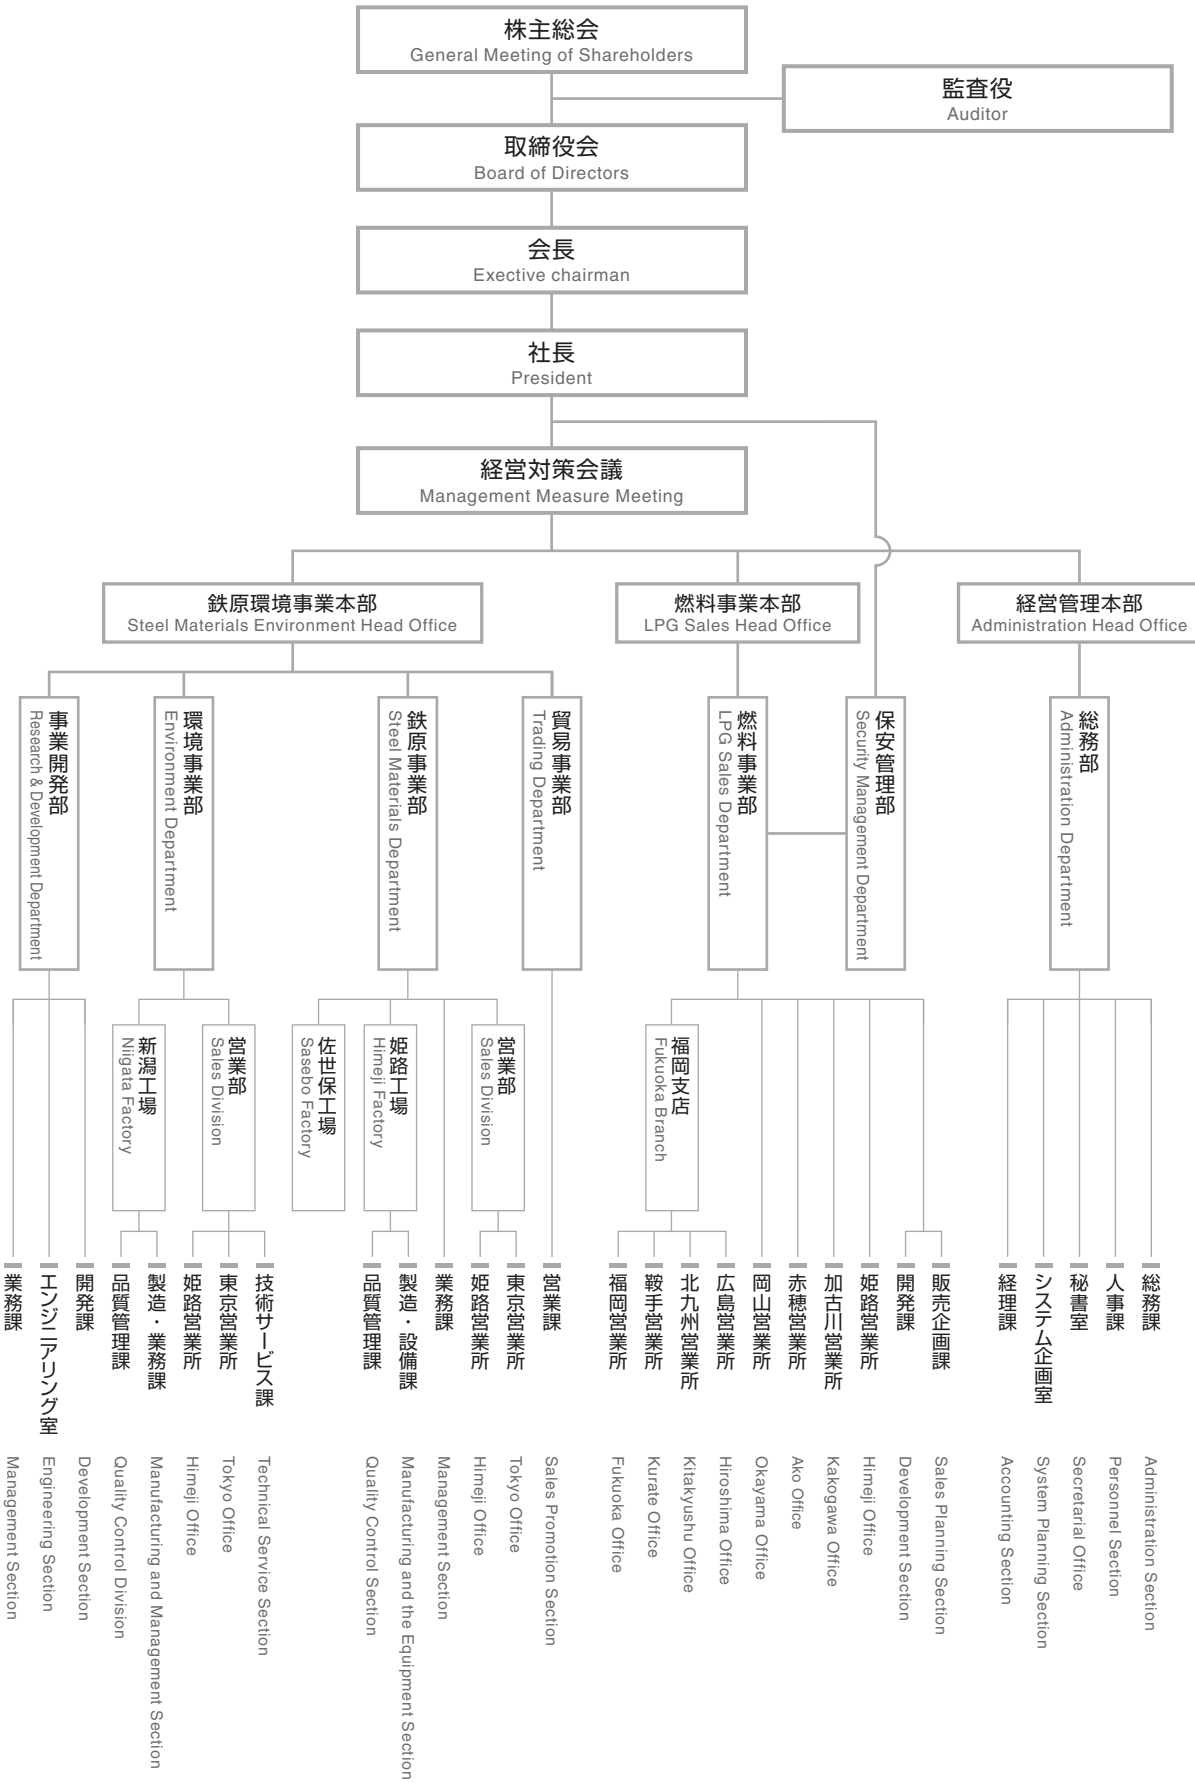 株主総会
General Meeting of Shareholders
監査役
Auditor
取締役会
Board of Directors
会長
Exective chairman
社長
President
経営対策会議
Management Measure Meeting
鉄原環境事業本部
Steel Materials Environment Head Office
燃料事業本部
LPG Sales Head Office
経営管理本部
Administration Head Office
事業開発部
Research & Development Department
環境事業部
Environment Department
鉄原事業部
Steel Materials Department
貿易事業部
Trading Department
燃料事業部
LPG Sales Department
保安管理部
Security Management Department
総務部
Administration Department
新潟工場
Niigata Factory
営業部
Sales Division
佐世保工場
Sasebo Factory
姫路工場
Himeji Factory
営業部
Sales Division
福岡支店
Fukuoka Branch
業務課
Management Section
エンジニアリング室
Engineering Section
開発課
Development Section
品質管理課
Quality Control Division
製造・業務課
Manufacturing and Management Section
姫路営業所
Himeji Office
東京営業所
Tokyo Office
技術サービス課
Technical Service Section
品質管理課
Quality Control Section
製造・設備課
Manufacturing and the Equipment Section
業務課
Management Section
姫路営業所
Himeji Office
東京営業所
Tokyo Office
営業課
Sales Promotion Section
福岡営業所
Fukuoka Office
鞍手営業所
Kurate Office
北九州営業所
Kitakyushu Office
広島営業所
Hiroshima Office
岡山営業所
Okayama Office
赤穂営業所
Ako Office
加古川営業所
Kakogawa Office
姫路営業所
Himeji Office
開発課
Development Section
販売企画課
Sales Planning Section
経理課
Accounting Section
システム企画室
System Planning Section
秘書室
Secretarial Office
人事課
Personnel Section
総務課
Administration Section